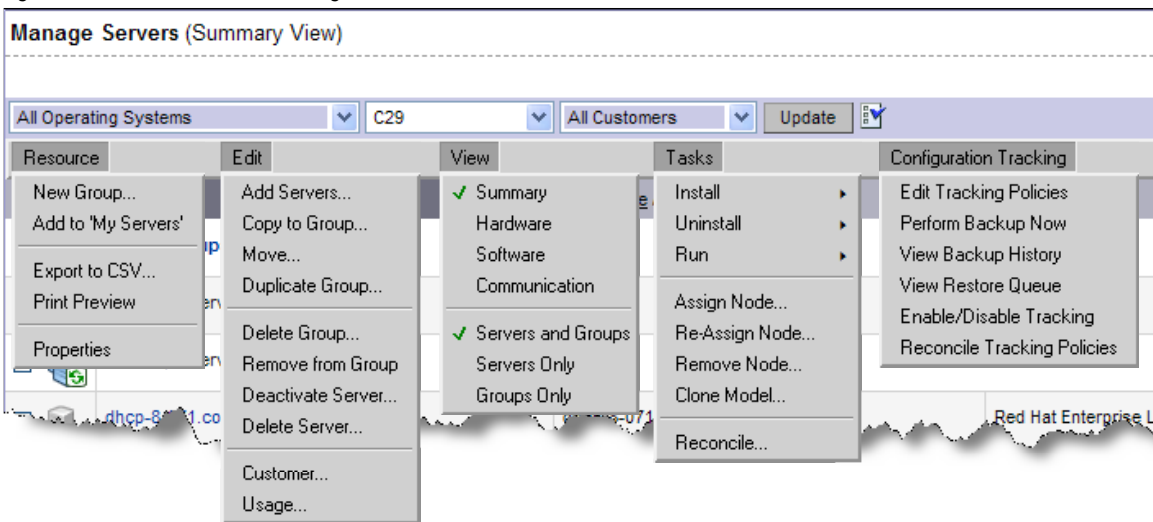 Manage Servers (Summary View)
All Operating Systems C29 All Customers Update
Resource Edit View Tasks Configuration Tracking
New Group...
Add to 'My Servers'
Export to CSV...
Print Preview
Properties
Add Servers...
Copy to Group...
Move...
Duplicate Group...
Delete Group...
Remove from Group
Deactivate Server...
Delete Server...
Customer...
Usage...
Summary
Hardware
Software
Communication
Servers and Groups
Servers Only
Groups Only
Install
Uninstall
Run
Assign Node...
Re-Assign Node...
Remove Node...
Clone Model...
Reconcile...
Edit Tracking Policies
Perform Backup Now
View Backup History
View Restore Queue
Enable/Disable Tracking
Reconcile Tracking Policies
Red Hat Enterprise L